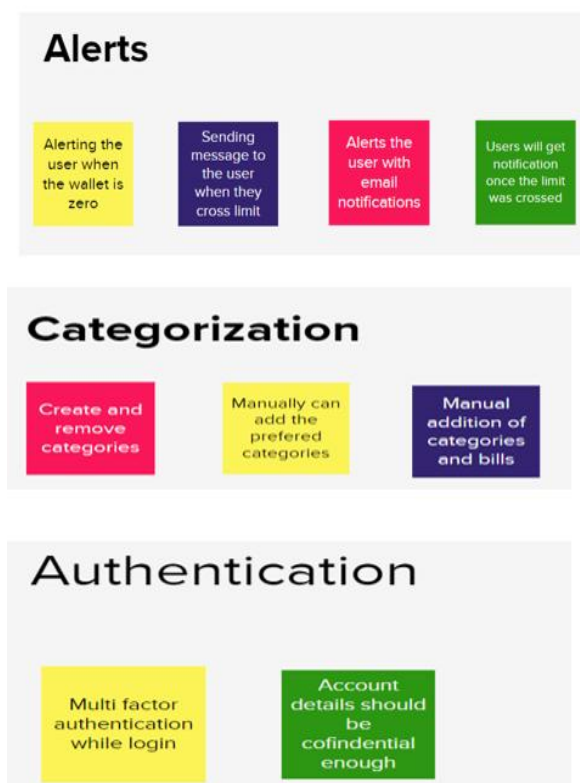 Alerts
Alerting the
user when
the wallet is
zero
Sending
message to
the user
when they
cross limit
Alerts the
user with
email
notifications
Users will get
notification
once the limit
was crossed
Categorization
Create and
remove
categories
Manually can
add the
prefered
categories
Manual
addition of
categories
and bills
Authentication
Multi factor
authentication
while login
Account
details should
be
cofindential
enough